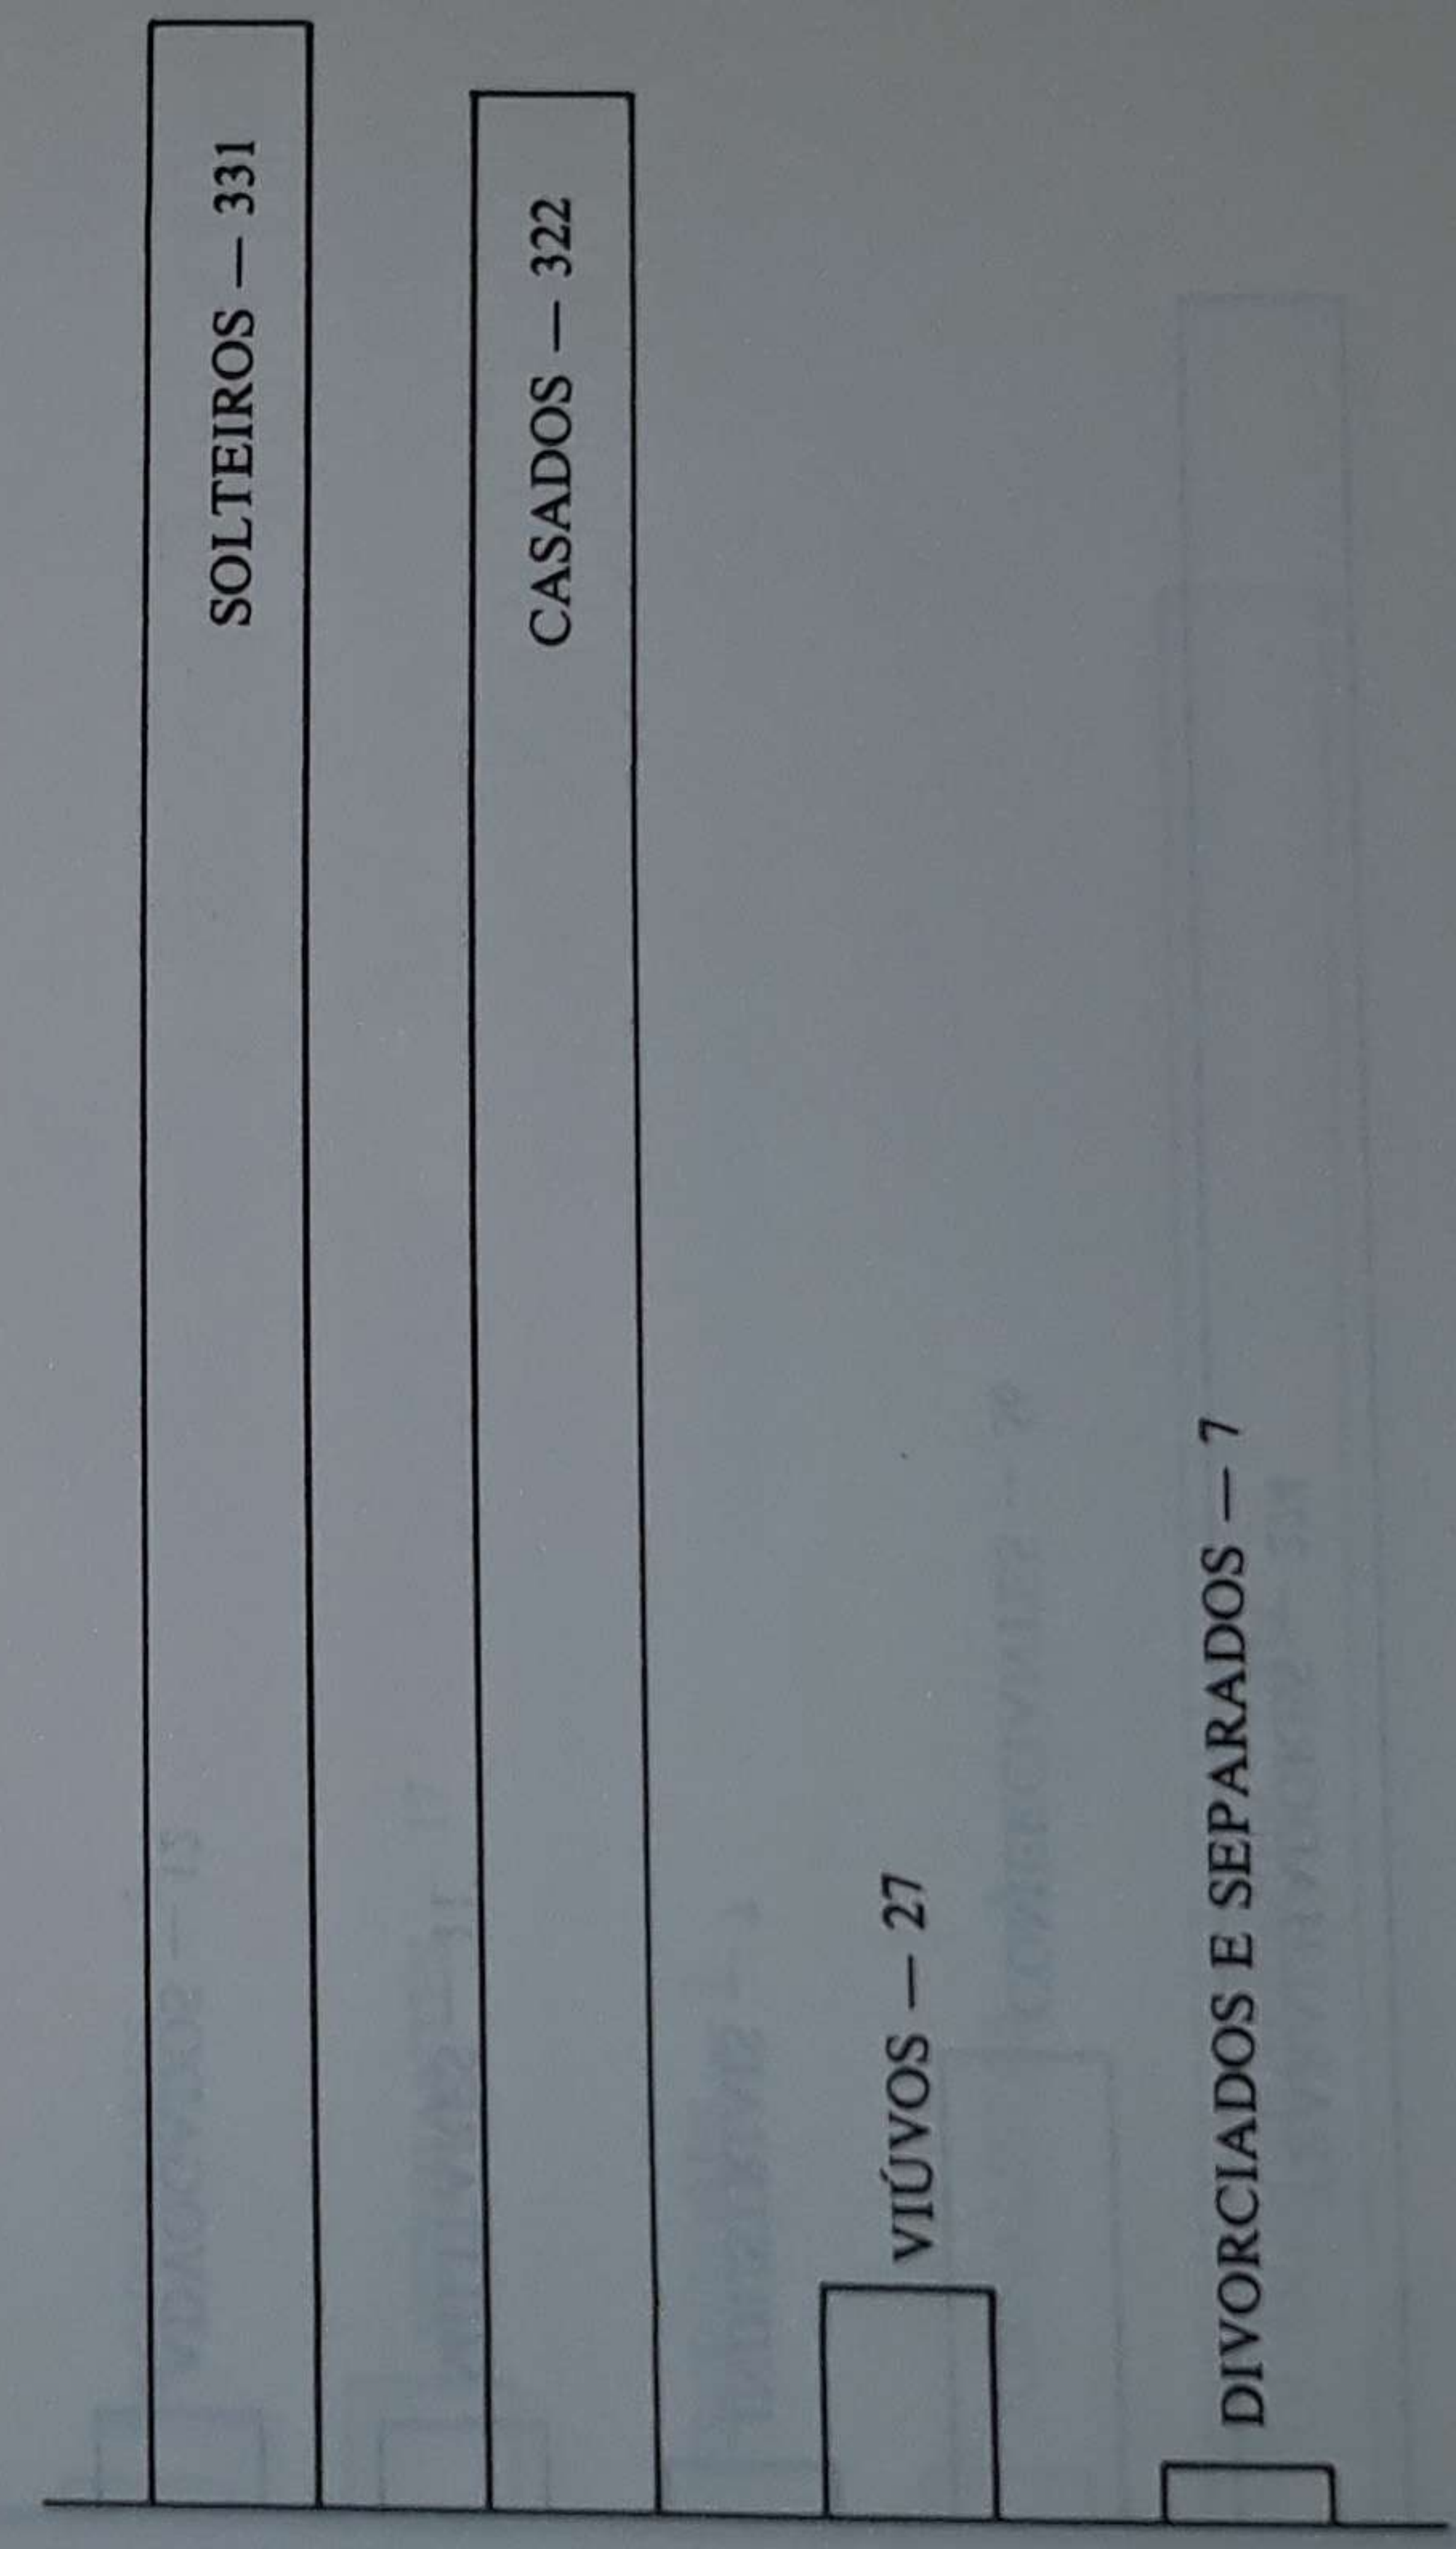 SOLTEIROS — 331
CASADOS — 322
VIÚVOS — 27
DIVORCIADOS E SEPARADOS — 7